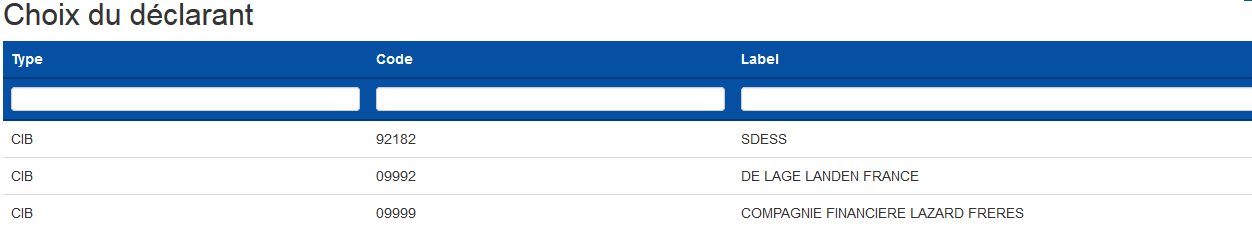 Choix du déclarant
Type Code Label
CIB 92182 SDESS
CIB 09992 DE LAGE LANDEN FRANCE
CIB 09999 COMPAGNIE FINANCIERE LAZARD FRERES